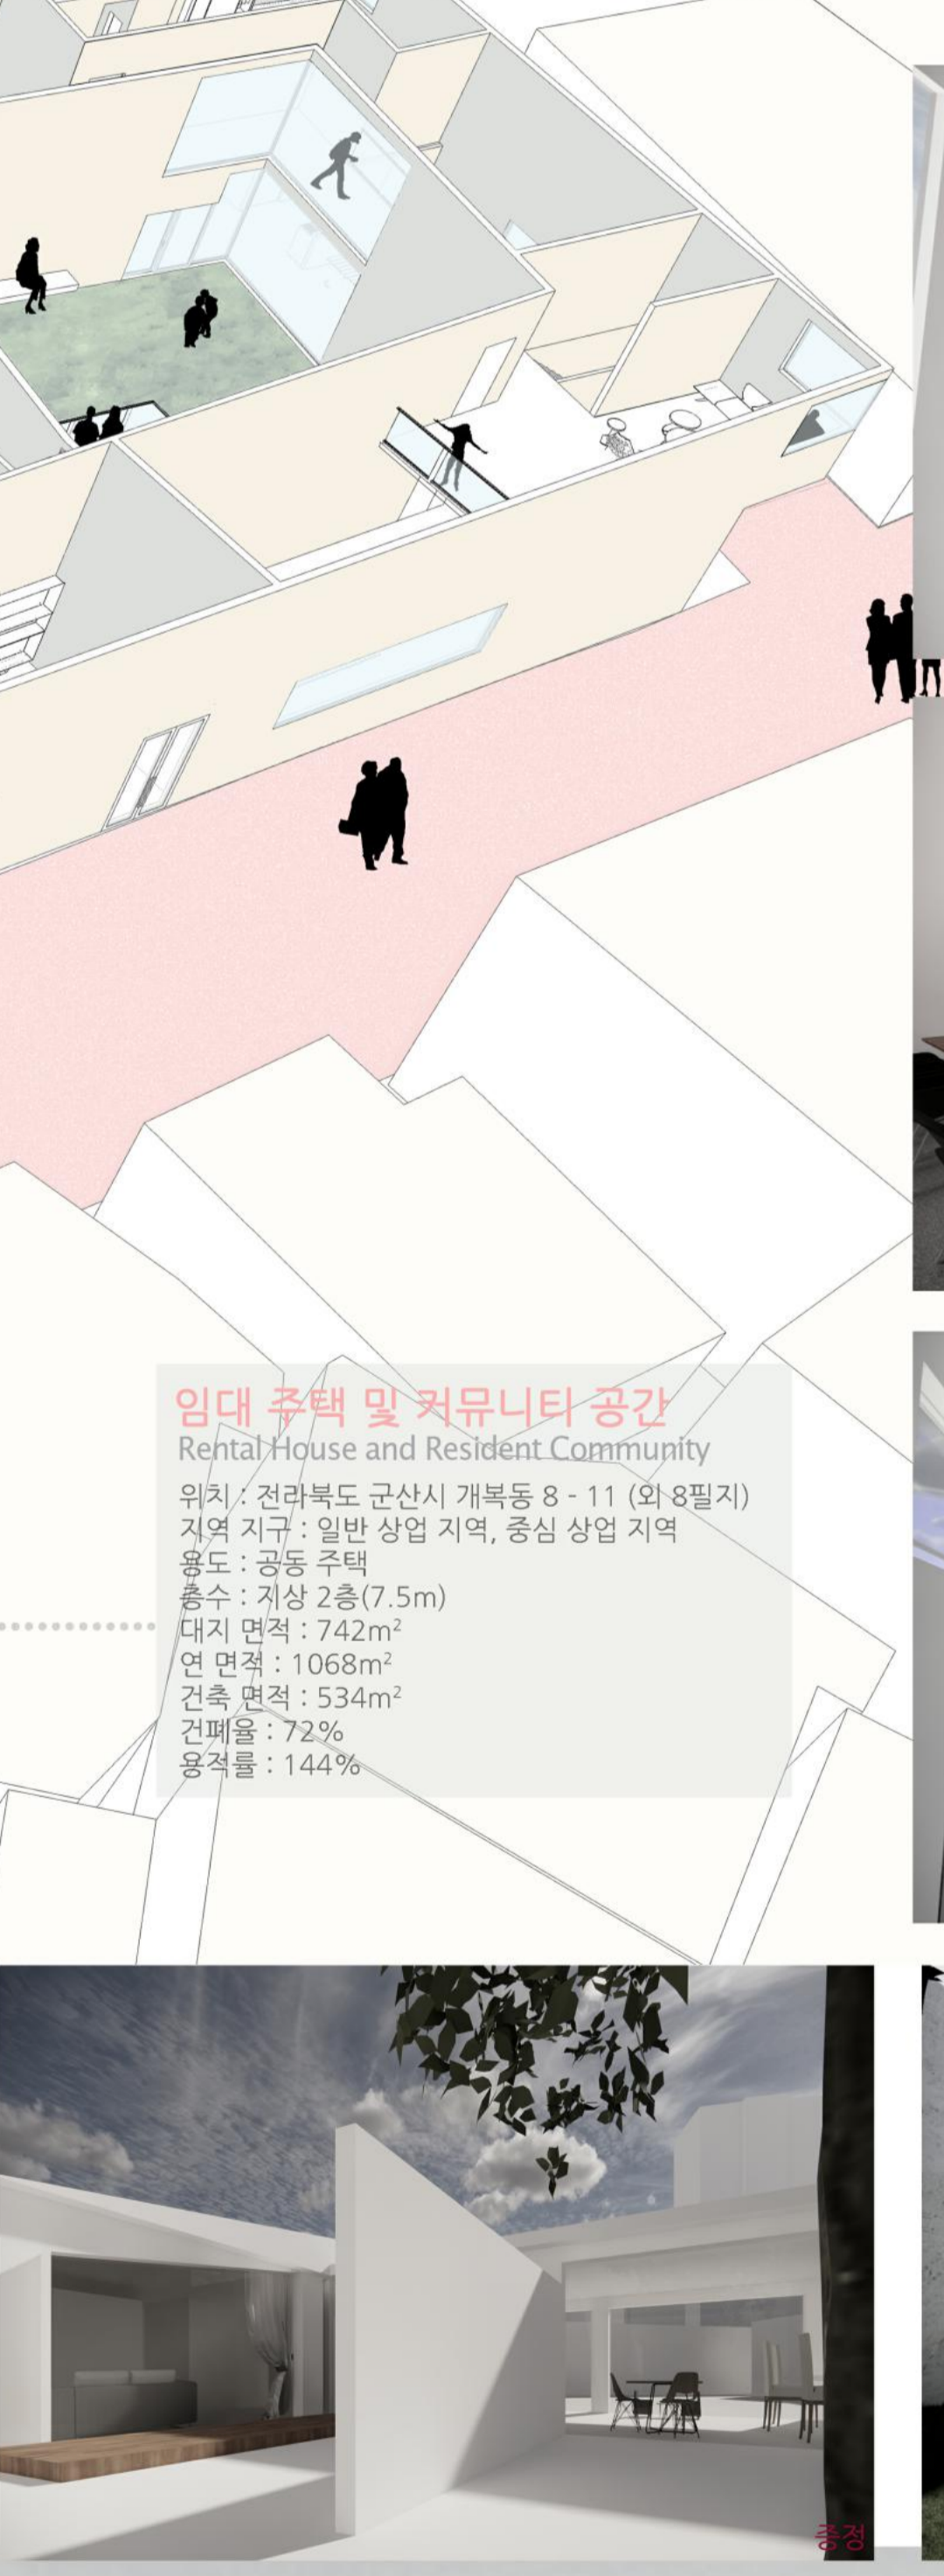 임대 주택 및 커뮤니티 공간
Rental House and Resident Community
위치 : 전라북도 군산시 개복동 8 - 11 (외 8필지)
지역 지구 : 일반 상업 지역, 중심 상업 지역
용도 : 공동 주택
층수 : 지상 2층(7.5m)
대지 면적 : 742m²
연 면적 : 1068m²
건축 면적 : 534m²
건폐율 : 72%
용적률 : 144%
중정